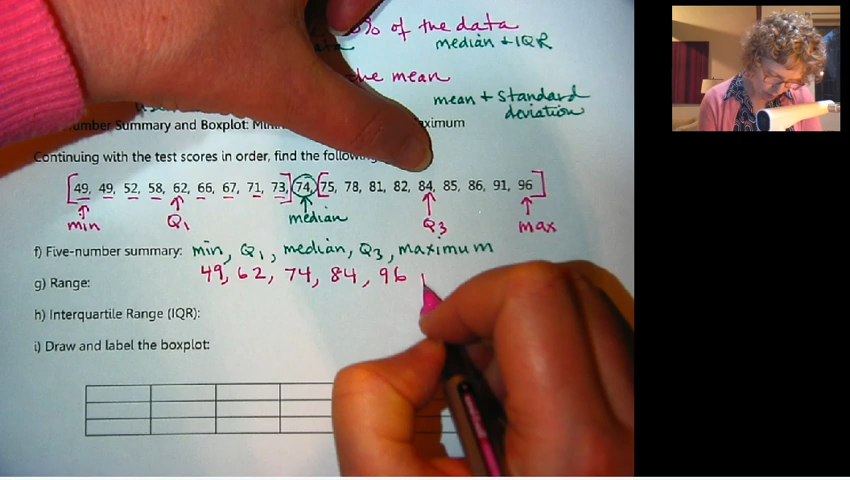 % of the data
median + IQR
the mean
mean + Standard
deviation
umber Summary and Boxplot: aximum
Continuing with the test scores in order, find the follow
[49, 49, 52, 58, 62, 66, 67, 71, 73,] 74, [75, 78, 81, 82, 84, 85, 86, 91, 96]
min Q1 median Q3 max
f) Five-number summary: min, Q1, median, Q3, maximum
49, 62, 74, 84, 96
g) Range:
h) Interquartile Range (IQR):
i) Draw and label the boxplot: